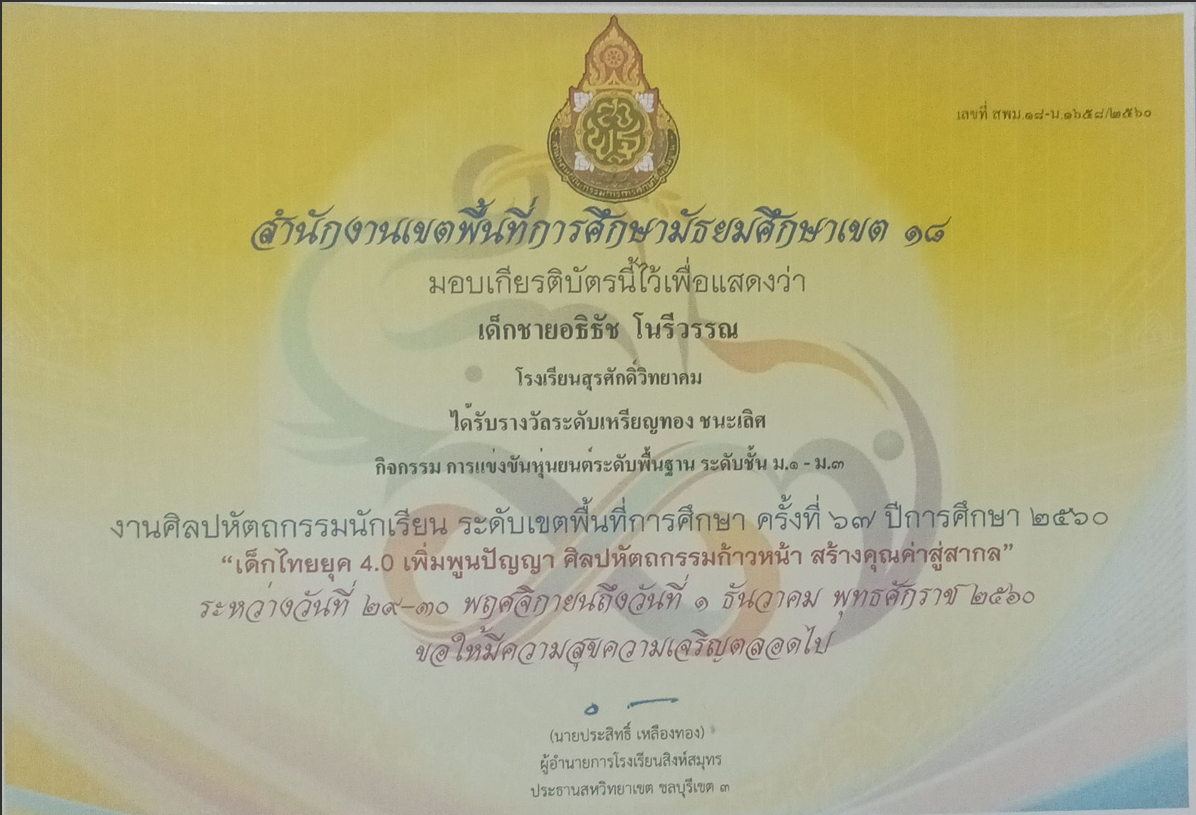 เลขที่ สพม.๑๘-ม.๑๖๕๘/๒๕๖๐
สำนักงานเขตพื้นที่การศึกษามัธยมศึกษาเขต ๑๘
มอบเกียรติบัตรนี้ไว้เพื่อแสดงว่า
เด็กชายอธิธัช โนรีวรรณ
โรงเรียนสุรศักดิ์วิทยาคม
ได้รับรางวัลระดับเหรียญทอง ชนะเลิศ
กิจกรรม การแข่งขันหุ่นยนต์ระดับพื้นฐาน ระดับชั้น ม.๑ - ม.๓
งานศิลปหัตถกรรมนักเรียน ระดับเขตพื้นที่การศึกษา ครั้งที่ ๖๗ ปีการศึกษา ๒๕๖๐
“เด็กไทยยุค 4.0 เพิ่มพูนปัญญา ศิลปหัตถกรรมก้าวหน้า สร้างคุณค่าสู่สากล”
ระหว่างวันที่ ๒๙-๓๐ พฤศจิกายนถึงวันที่ ๑ ธันวาคม พุทธศักราช ๒๕๖๐
ขอให้มีความสุขความเจริญตลอดไป
(นายประสิทธิ์ เหลืองทอง)
ผู้อำนายการโรงเรียนสิงห์สมุทร
ประธานสหวิทยาเขต ชลบุรีเขต ๓